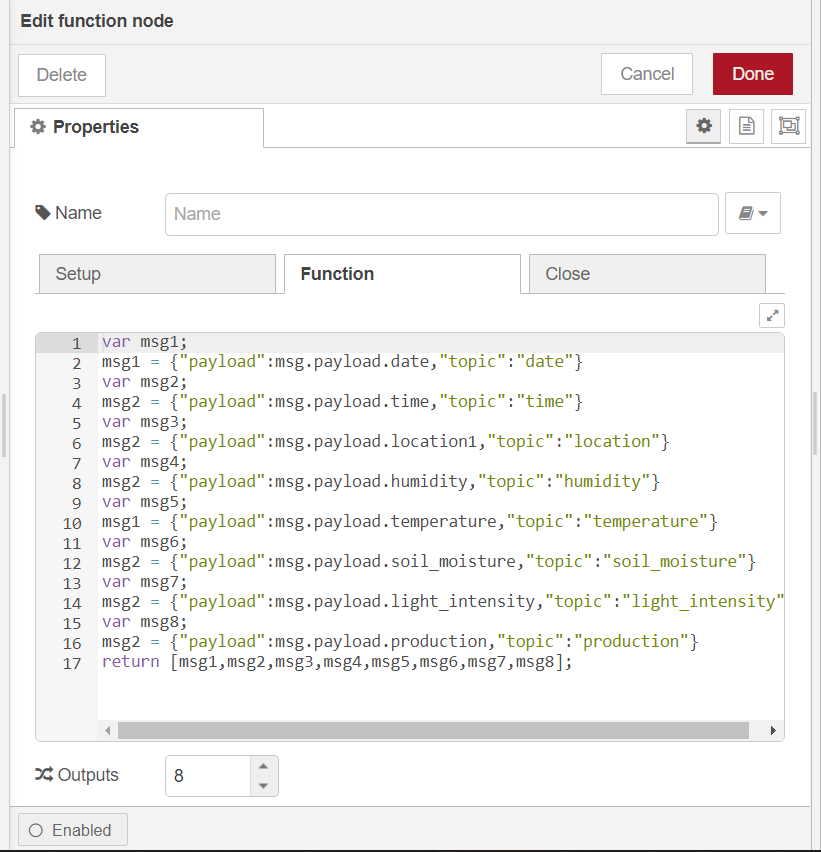 Edit function node
Delete
Cancel
Done
Properties
Name
Name
Setup
Function
Close
1 var msg1;
2 msg1 = {"payload":msg.payload.date,"topic":"date"}
3 var msg2;
4 msg2 = {"payload":msg.payload.time,"topic":"time"}
5 var msg3;
6 msg2 = {"payload":msg.payload.location1,"topic":"location"}
7 var msg4;
8 msg2 = {"payload":msg.payload.humidity,"topic":"humidity"}
9 var msg5;
10 msg1 = {"payload":msg.payload.temperature,"topic":"temperature"}
11 var msg6;
12 msg2 = {"payload":msg.payload.soil_moisture,"topic":"soil_moisture"}
13 var msg7;
14 msg2 = {"payload":msg.payload.light_intensity,"topic":"light_intensity"
15 var msg8;
16 msg2 = {"payload":msg.payload.production,"topic":"production"}
17 return [msg1,msg2,msg3,msg4,msg5,msg6,msg7,msg8];
Outputs
8
Enabled